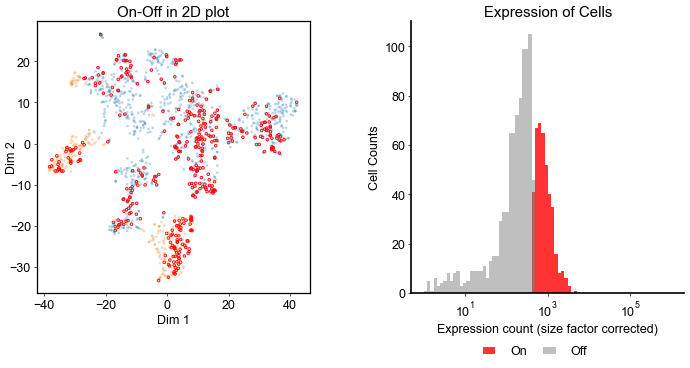 On-Off in 2D plot
Dim 2
20
10
0
−10
−20
−30
−40
−20
0
20
40
Dim 1
Expression of Cells
Cell Counts
100
80
60
40
20
0
10^1
10^3
10^5
Expression count (size factor corrected)
On
Off